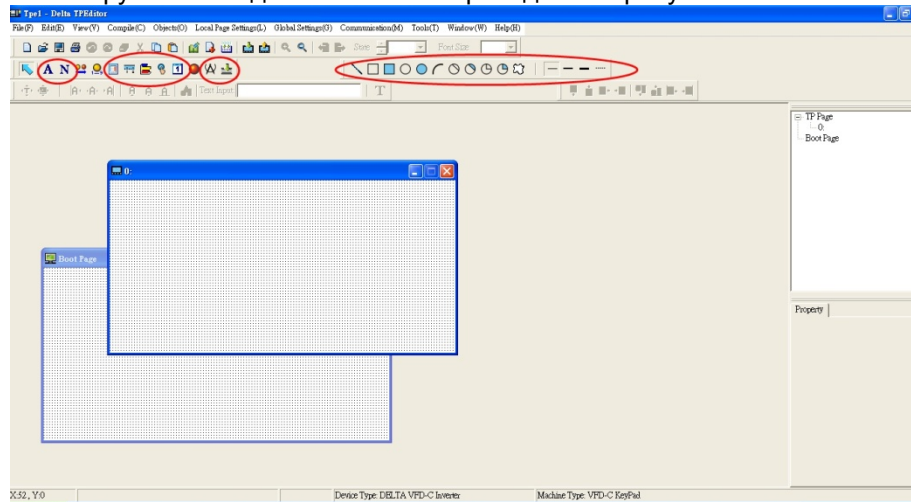 Tpe1 - Delta TPEditor
File(F) Edit(E) View(V) Compile(C) Objects(O) Local Page Settings(L) Global Settings(G) Communication(M) Tools(T) Window(W) Help(H)
Size Font Size
A N
Text Input T
TP Page
0:
Boot Page
0:
Boot Page
Property
X:52, Y:0 Device Type: DELTA VFD-C Inverter Machine Type: VFD-C KeyPad